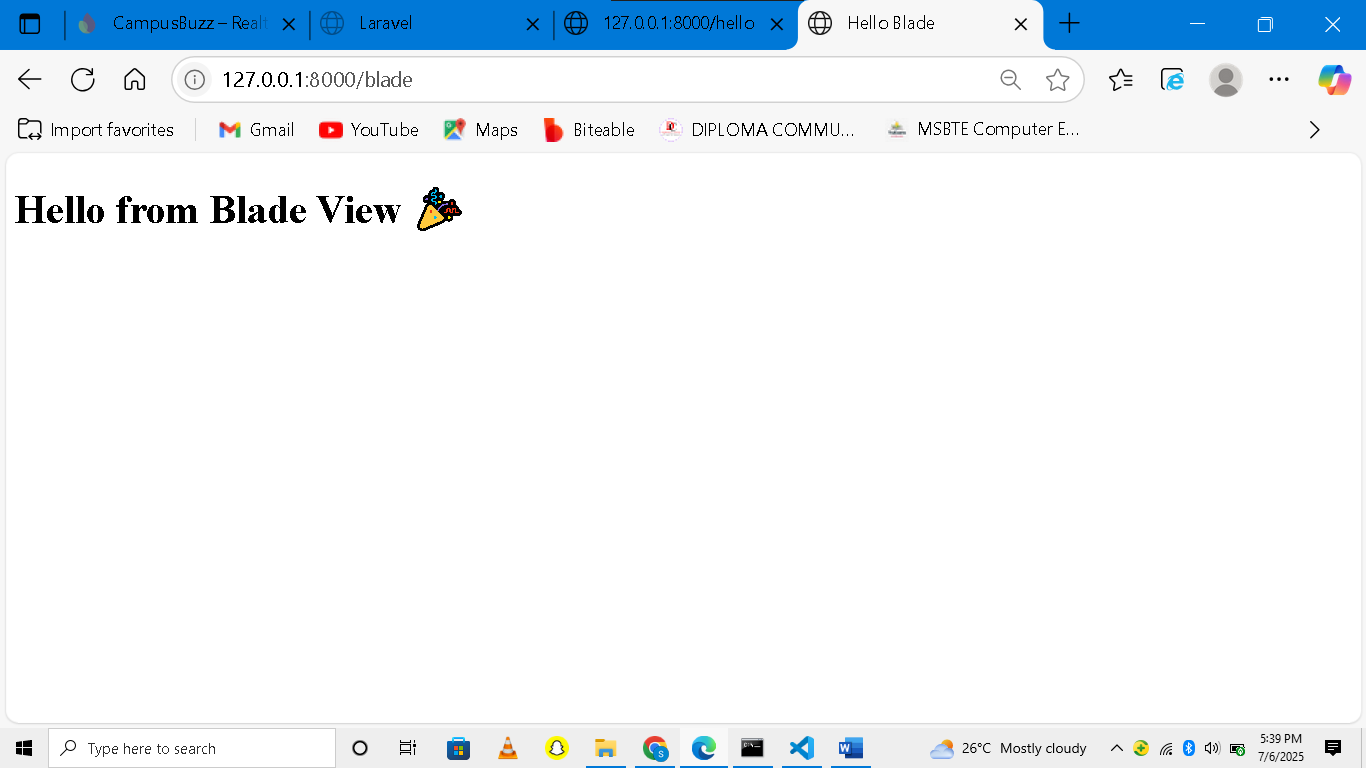 CampusBuzz – Realt
Laravel
127.0.0.1:8000/hello
Hello Blade
127.0.0.1:8000/blade
Import favorites
Gmail
YouTube
Maps
Biteable
DIPLOMA COMMU...
MSBTE Computer E...
Hello from Blade View 🎉
Type here to search
26°C Mostly cloudy
5:39 PM
7/6/2025